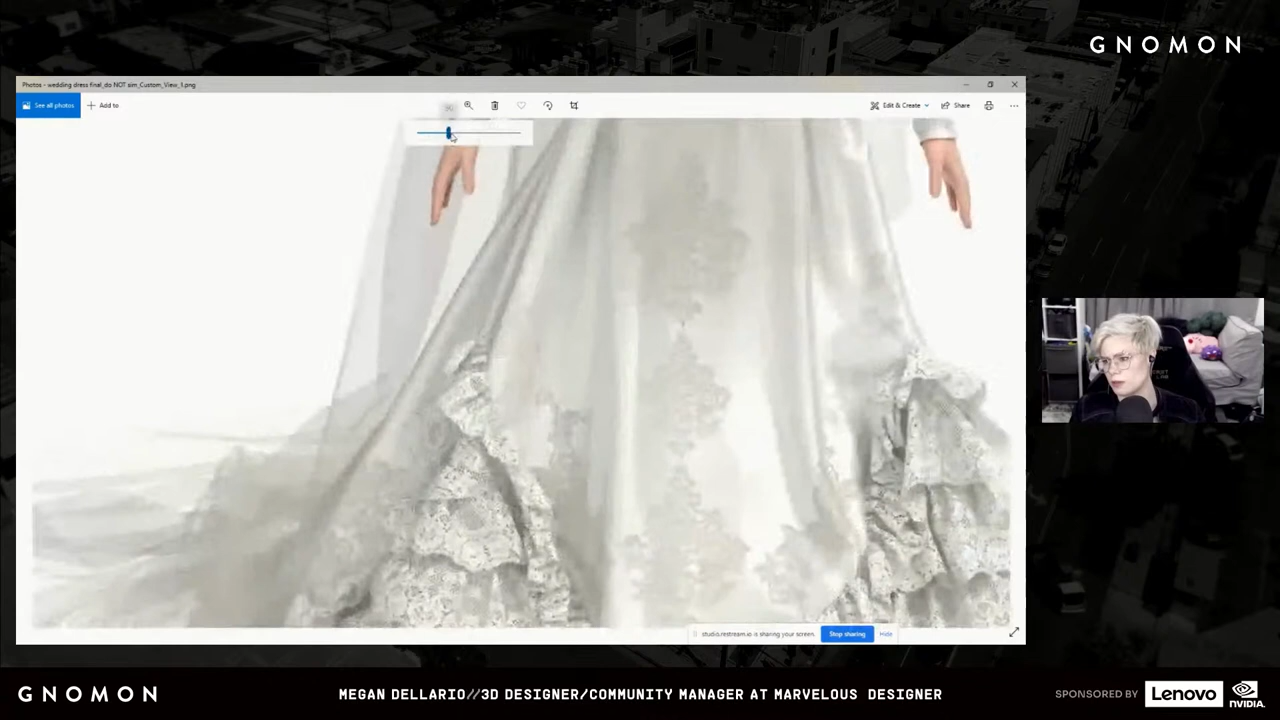 GNOMON
Photos - wedding dress final_do NOT sim_Custom_View_1.png
See all photos
Add to
Edit & Create
Share
studio.restream.io is sharing your screen.
Stop sharing
Hide
GNOMON
MEGAN DELLARIO//3D DESIGNER/COMMUNITY MANAGER AT MARVELOUS DESIGNER
SPONSORED BY
Lenovo
NVIDIA.